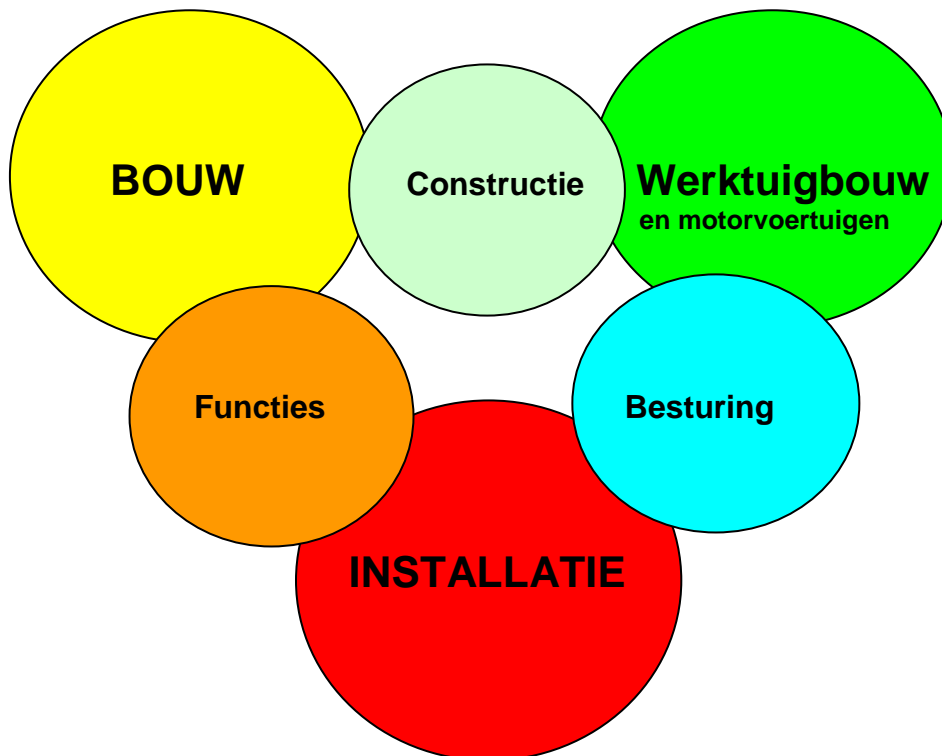 BOUW
Constructie
Werktuigbouw
en motorvoertuigen
Functies
Besturing
INSTALLATIE